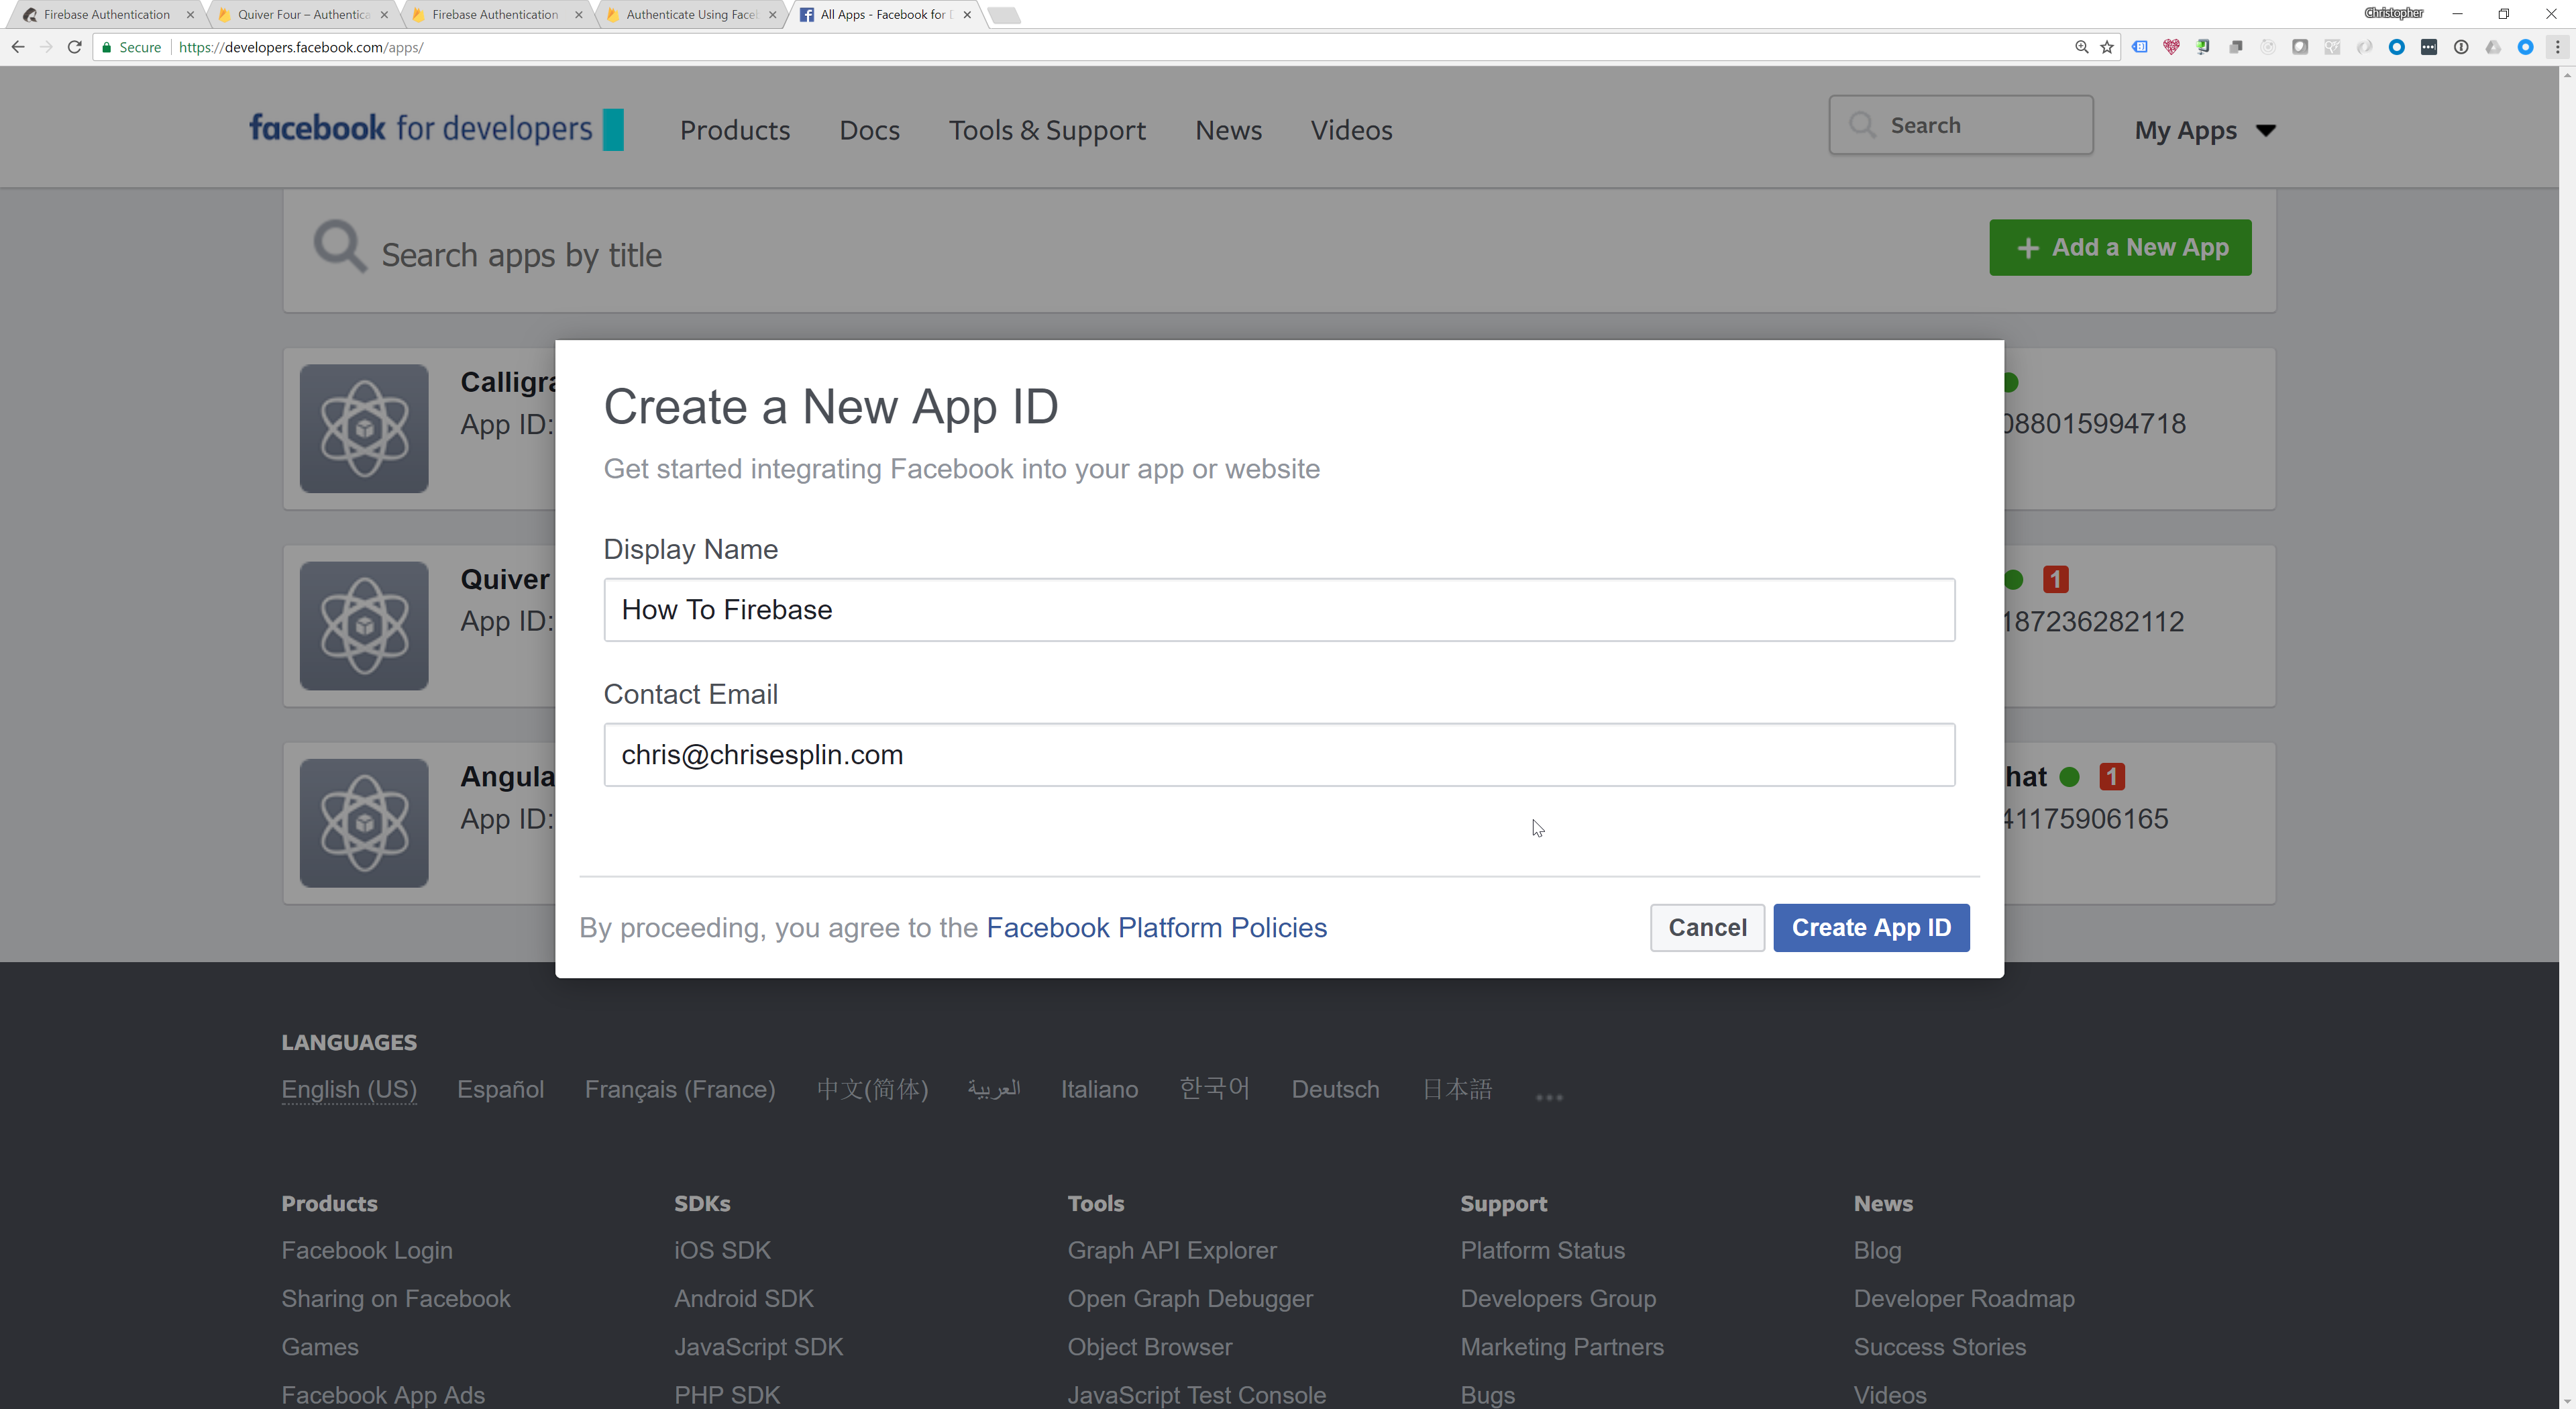 Firebase Authentication
Quiver Four – Authentica
Firebase Authentication
Authenticate Using Face
All Apps - Facebook for D
Christopher
Secure
https://developers.facebook.com/apps/
facebook for developers
Products
Docs
Tools & Support
News
Videos
Search
My Apps
Search apps by title
+ Add a New App
Calligra
App ID:
088015994718
Quiver
1
App ID:
187236282112
Angula
hat
1
App ID:
41175906165
Create a New App ID
Get started integrating Facebook into your app or website
Display Name
How To Firebase
Contact Email
chris@chrisesplin.com
By proceeding, you agree to the Facebook Platform Policies
Cancel
Create App ID
LANGUAGES
English (US)
Español
Français (France)
中文(简体)
العربية
Italiano
한국어
Deutsch
日本語
...
Products
SDKs
Tools
Support
News
Facebook Login
iOS SDK
Graph API Explorer
Platform Status
Blog
Sharing on Facebook
Android SDK
Open Graph Debugger
Developers Group
Developer Roadmap
Games
JavaScript SDK
Object Browser
Marketing Partners
Success Stories
Facebook App Ads
PHP SDK
JavaScript Test Console
Bugs
Videos